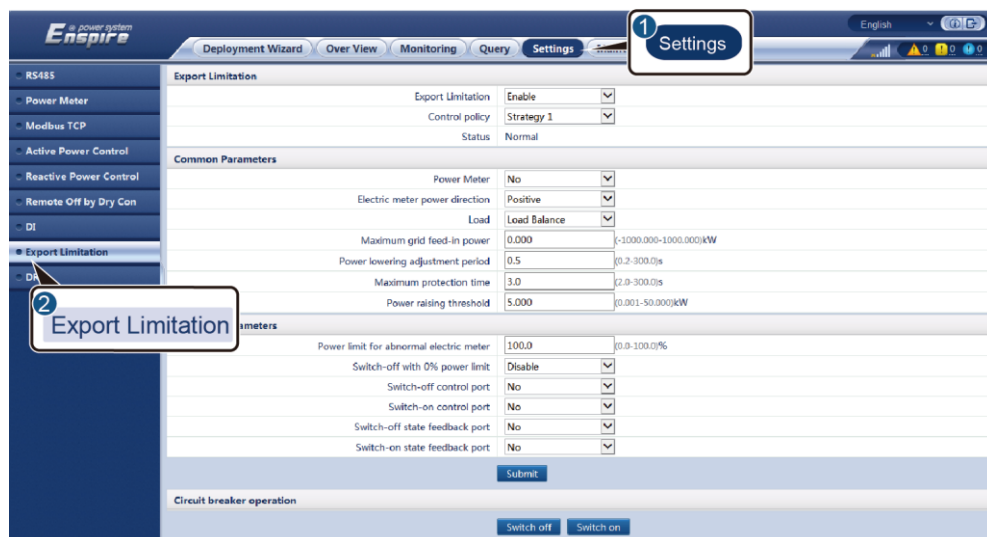 e power system
Enspire
English
Deployment Wizard Over View Monitoring Query Settings
1 Settings
0 0 0
RS485
Power Meter
Modbus TCP
Active Power Control
Reactive Power Control
Remote Off by Dry Con
DI
Export Limitation
2 Export Limitation
Export Limitation
Export Limitation Enable
Control policy Strategy 1
Status Normal
Common Parameters
Power Meter No
Electric meter power direction Positive
Load Load Balance
Maximum grid feed-in power 0.000 (-1000.000-1000.000)kW
Power lowering adjustment period 0.5 (0.2-300.0)s
Maximum protection time 3.0 (2.0-300.0)s
Power raising threshold 5.000 (0.001-50.000)kW
ameters
Power limit for abnormal electric meter 100.0 (0.0-100.0)%
Switch-off with 0% power limit Disable
Switch-off control port No
Switch-on control port No
Switch-off state feedback port No
Switch-on state feedback port No
Submit
Circuit breaker operation
Switch off Switch on